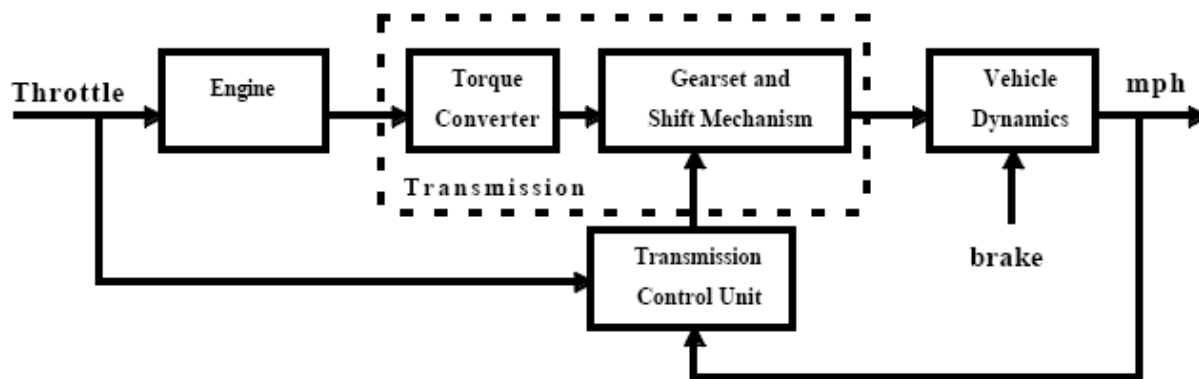 Throttle
Engine
Torque
Converter
Gearset and
Shift Mechanism
Vehicle
Dynamics
mph
Transmission
Transmission
Control Unit
brake